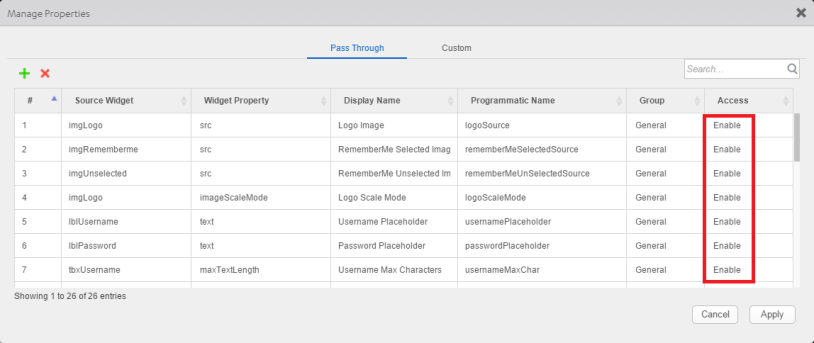 Manage Properties
Pass Through Custom
Search...
# Source Widget Widget Property Display Name Programmatic Name Group Access
1 imgLogo src Logo Image logoSource General Enable
2 imgRememberme src RememberMe Selected Imag rememberMeSelectedSource General Enable
3 imgUnselected src RememberMe Unselected Im rememberMeUnSelectedSource General Enable
4 imgLogo imageScaleMode Logo Scale Mode logoScaleMode General Enable
5 lblUsername text Username Placeholder usernamePlaceholder General Enable
6 lblPassword text Password Placeholder passwordPlaceholder General Enable
7 tbxUsername maxTextLength Username Max Characters usernameMaxChar General Enable
Showing 1 to 26 of 26 entries
Cancel Apply